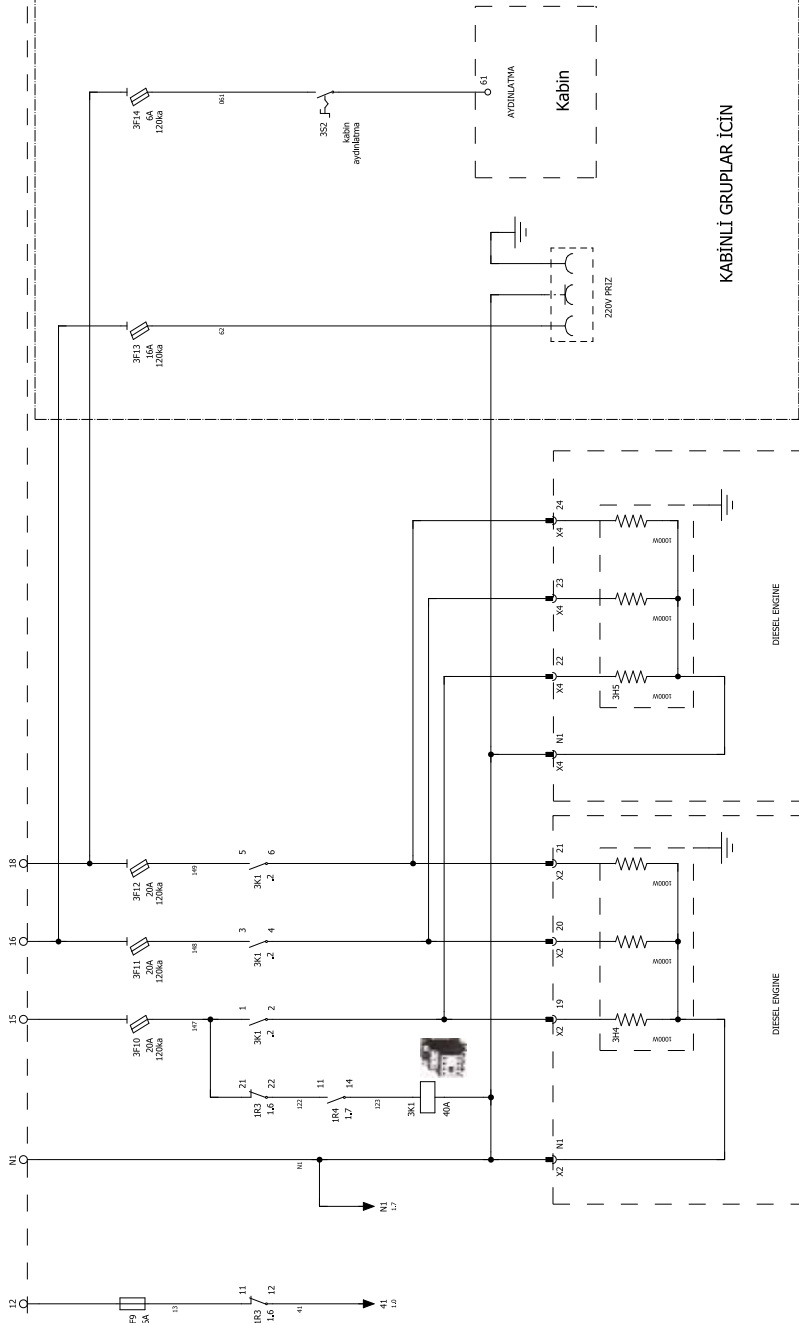 3F14
6A
120ka
061
3S2
kabin
aydınlatma
61
AYDINLATMA
Kabin
KABİNLİ GRUPLAR İCİN
3F13
16A
120ka
62
220V PRIZ
X4
24
1000W
X4
23
1000W
X4
22
3H5
1000W
X4
N1
DIESEL ENGINE
18
3F12
20A
120ka
149
5
6
3K1
.2
X2
21
1000W
16
3F11
20A
120ka
148
3
4
3K1
.2
X2
20
1000W
15
3F10
20A
120ka
147
1
2
3K1
.2
X2
19
3H4
1000W
DIESEL ENGINE
21
22
1R3
1.6
122
11
14
1R4
1.7
123
3K1
40A
N1
N1
X2
N1
N1
1.7
12
F9
6A
13
11
12
1R3
1.6
41
41
1.0